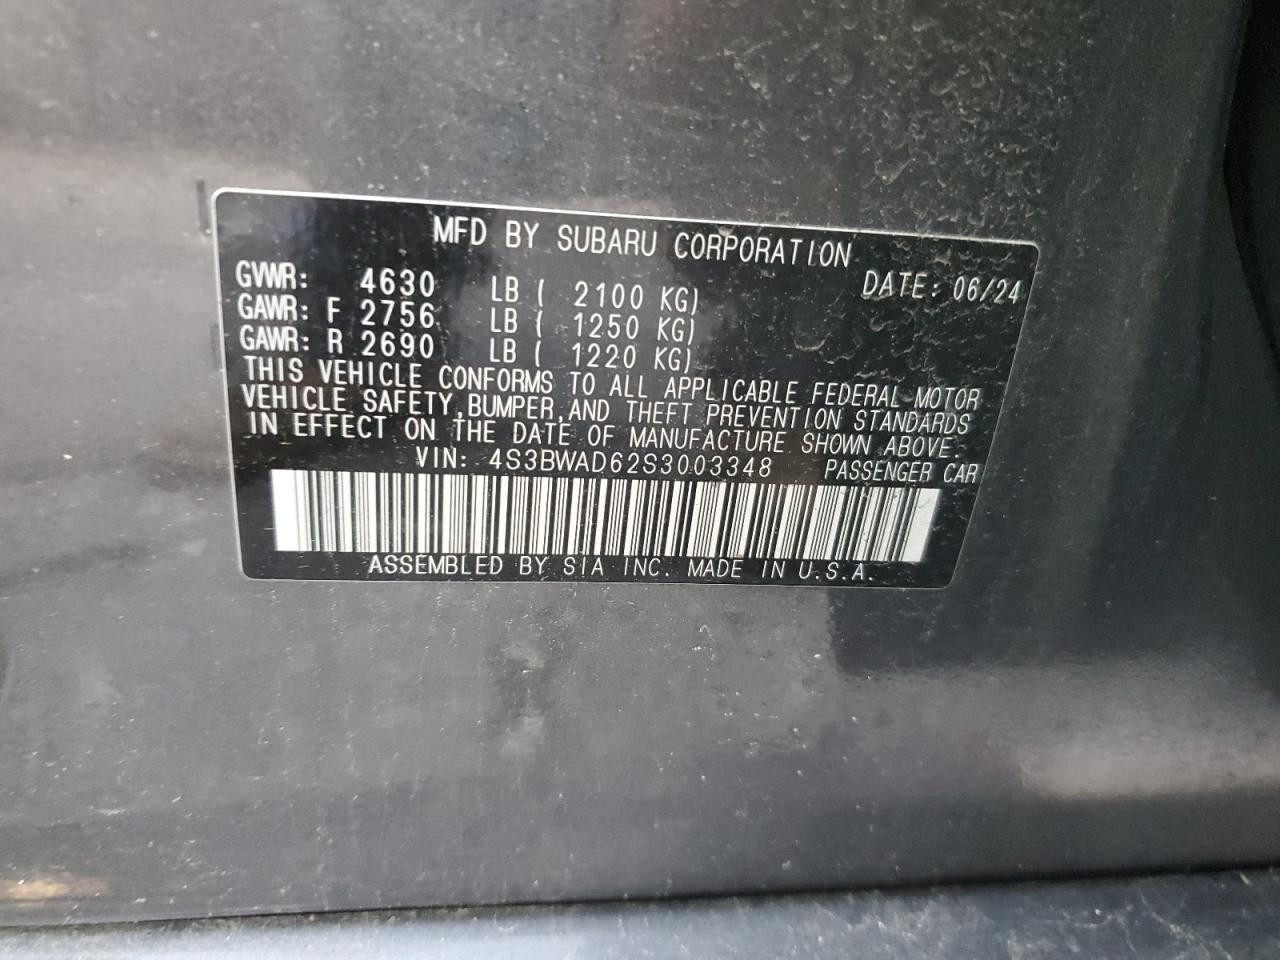 MFD BY SUBARU CORPORATION
DATE: 06/24
GVWR: 4630 LB ( 2100 KG)
GAWR: F 2756 LB ( 1250 KG)
GAWR: R 2690 LB ( 1220 KG)
THIS VEHICLE CONFORMS TO ALL APPLICABLE FEDERAL MOTOR
VEHICLE SAFETY, BUMPER, AND THEFT PREVENTION STANDARDS
IN EFFECT ON THE DATE OF MANUFACTURE SHOWN ABOVE.
VIN: 4S3BWAD62S3003348 PASSENGER CAR
ASSEMBLED BY SIA INC. MADE IN U.S.A.